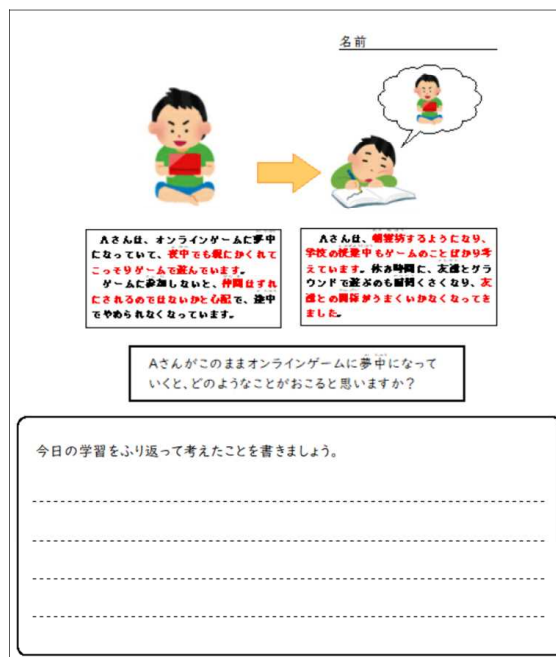 名前
Aさんは、オンラインゲームに夢中
になっていて、夜中でも親にかくれて
こっそりゲームで遊んでいます。
ゲームに参加しないと、仲間はずれ
にされるのではないかと心配で、途中
でやめられなくなっています。
Aさんは、朝寝坊するようになり、
学校の授業中もゲームのことばかり考
えています。休み時間に、友達とグラ
ウンドで遊ぶのも面倒くさくなり、友
達との関係がうまくいかなくなってき
ました。
Aさんがこのままオンラインゲームに夢中になって
いくと、どのようなことがおこると思いますか？
今日の学習をふり返って考えたことを書きましょう。